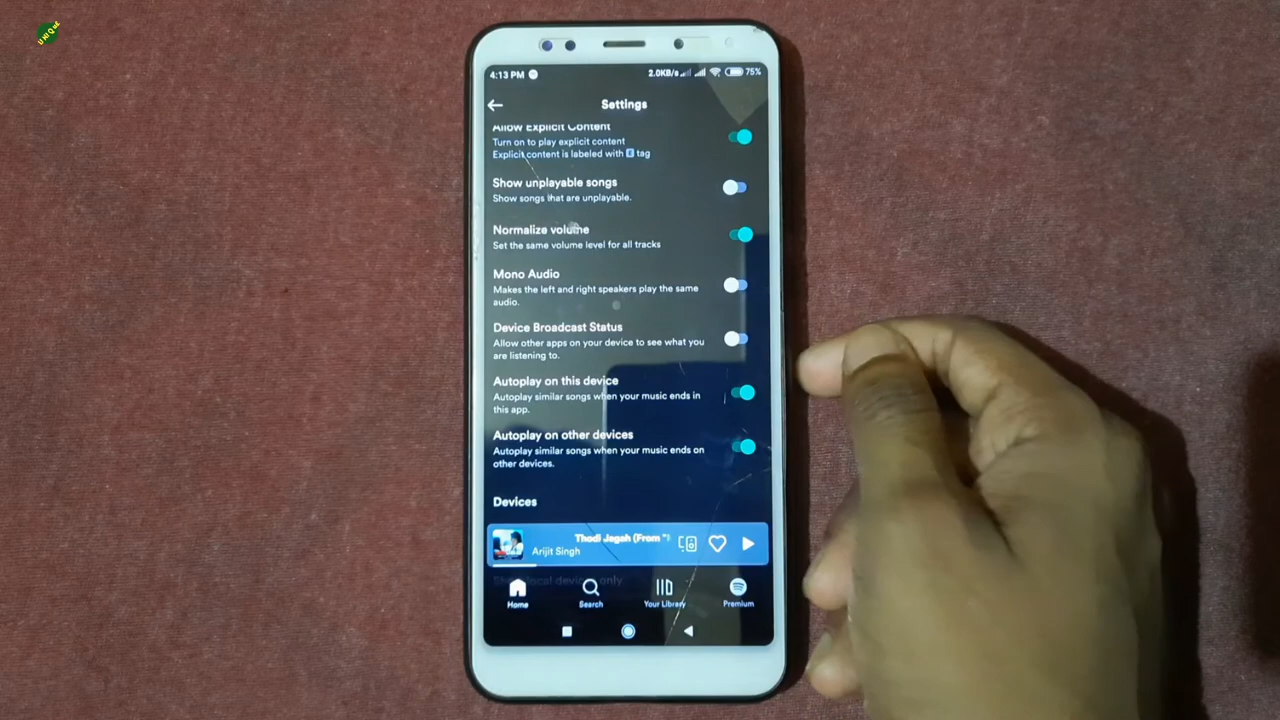 UNIQUE
4:13 PM
2.0KB/s
75%
Settings
Allow Explicit Content
Turn on to play explicit content
Explicit content is labeled with E tag
Show unplayable songs
Show songs that are unplayable.
Normalize volume
Set the same volume level for all tracks
Mono Audio
Makes the left and right speakers play the same
audio.
Device Broadcast Status
Allow other apps on your device to see what you
are listening to.
Autoplay on this device
Autoplay similar songs when your music ends in
this app.
Autoplay on other devices
Autoplay similar songs when your music ends on
other devices.
Devices
Thodi Jagah (From "
Arijit Singh
Show local devices only
Home
Search
Your Library
Premium